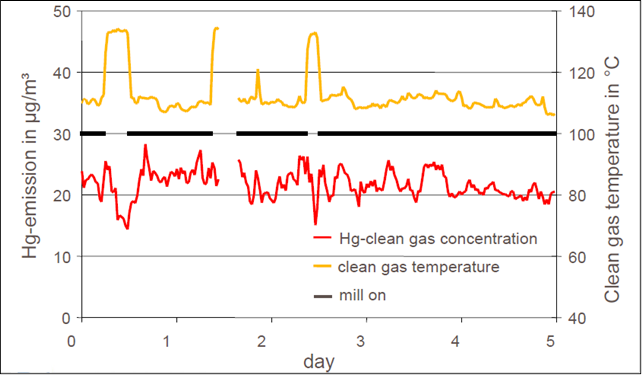 Hg-emission in µg/m³
50
40
30
20
10
0
140
120
100
80
60
40
Clean gas temperature in °C
Hg-clean gas concentration
clean gas temperature
mill on
0 1 2 3 4 5
day